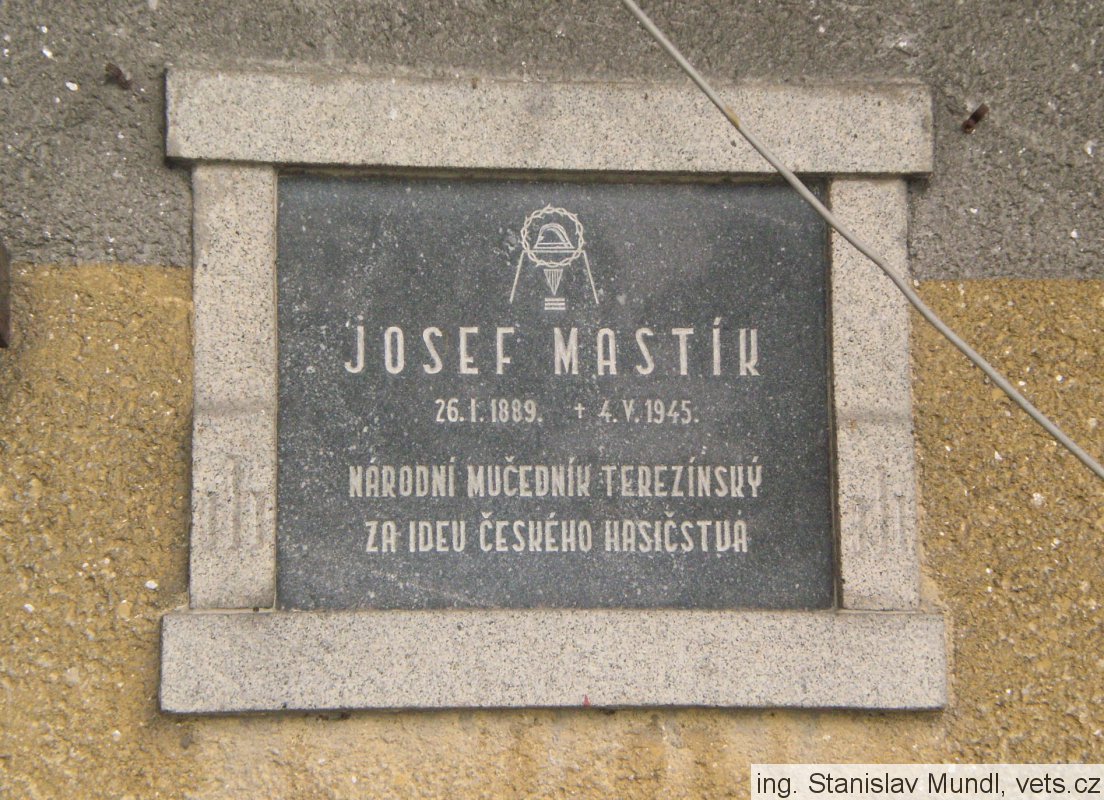 JOSEF MASTÍK
26. I. 1889. + 4. V. 1945.
NÁRODNÍ MUČEDNÍK TEREZÍNSKÝ
ZA IDEU ČESKÉHO HASIČSTVA
ing. Stanislav Mundl, vets.cz